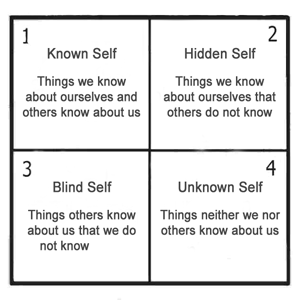 1
Known Self
Things we know
about ourselves and
others know about us
2
Hidden Self
Things we know
about ourselves that
others do not know
3
Blind Self
Things others know
about us that we do
not know
4
Unknown Self
Things neither we nor
others know about us